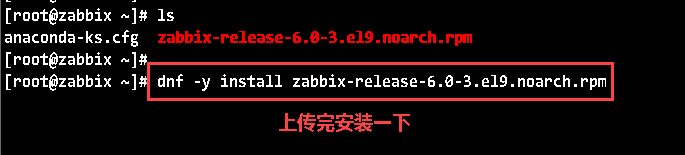 [root@zabbix ~]# ls
anaconda-ks.cfg  zabbix-release-6.0-3.el9.noarch.rpm
[root@zabbix ~]#
[root@zabbix ~]# dnf -y install zabbix-release-6.0-3.el9.noarch.rpm
上传完安装一下